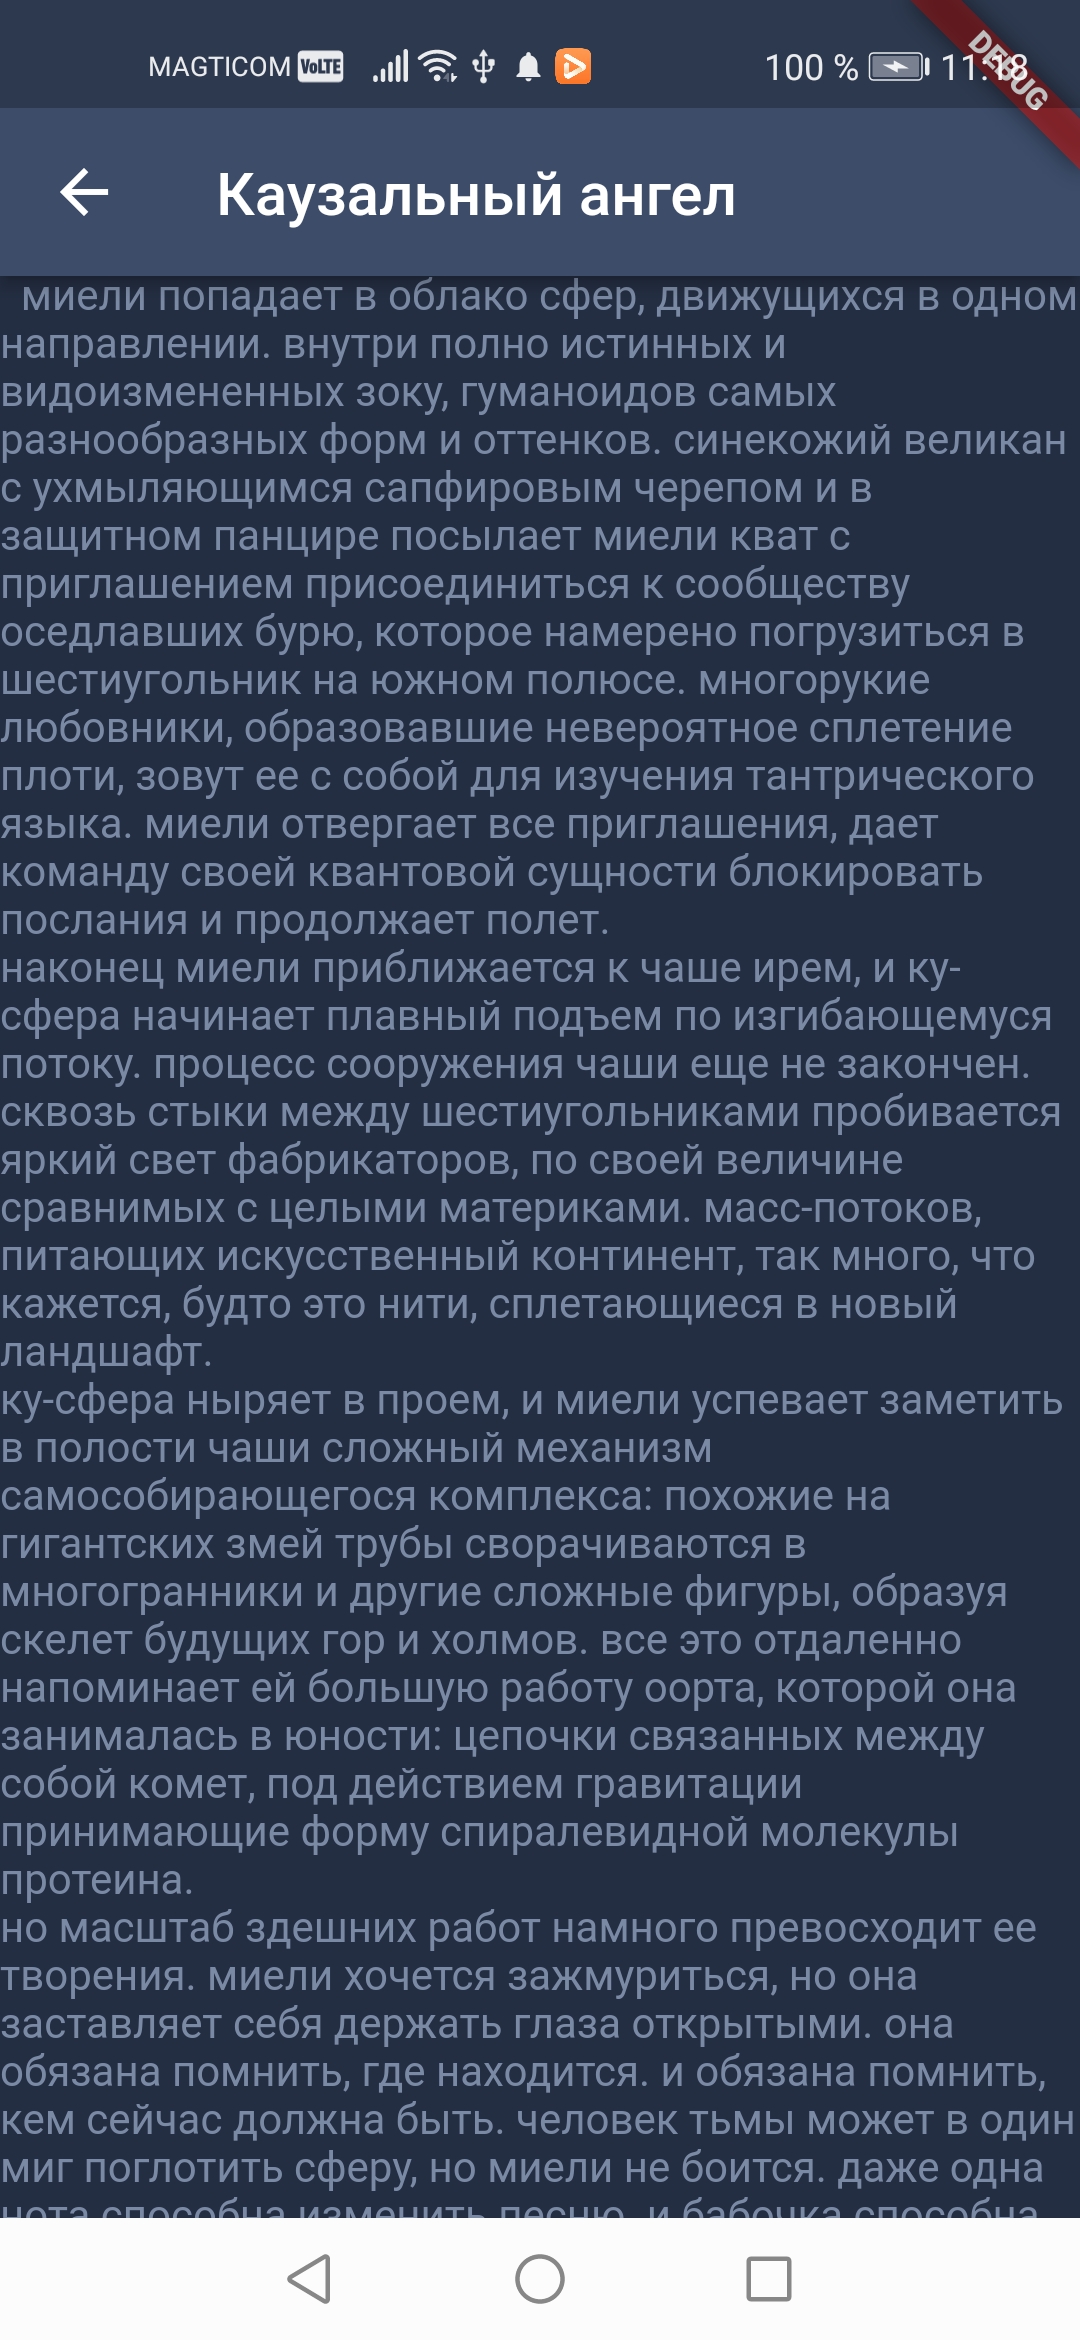 MAGTICOM VoLTE 100 % 11:18
DEBUG
Каузальный ангел
миели попадает в облако сфер, движущихся в одном
направлении. внутри полно истинных и
видоизмененных зоку, гуманоидов самых
разнообразных форм и оттенков. синекожий великан
с ухмыляющимся сапфировым черепом и в
защитном панцире посылает миели кват с
приглашением присоединиться к сообществу
оседлавших бурю, которое намерено погрузиться в
шестиугольник на южном полюсе. многорукие
любовники, образовавшие невероятное сплетение
плоти, зовут ее с собой для изучения тантрического
языка. миели отвергает все приглашения, дает
команду своей квантовой сущности блокировать
послания и продолжает полет.
наконец миели приближается к чаше ирем, и ку-
сфера начинает плавный подъем по изгибающемуся
потоку. процесс сооружения чаши еще не закончен.
сквозь стыки между шестиугольниками пробивается
яркий свет фабрикаторов, по своей величине
сравнимых с целыми материками. масс-потоков,
питающих искусственный континент, так много, что
кажется, будто это нити, сплетающиеся в новый
ландшафт.
ку-сфера ныряет в проем, и миели успевает заметить
в полости чаши сложный механизм
самособирающегося комплекса: похожие на
гигантских змей трубы сворачиваются в
многогранники и другие сложные фигуры, образуя
скелет будущих гор и холмов. все это отдаленно
напоминает ей большую работу оорта, которой она
занималась в юности: цепочки связанных между
собой комет, под действием гравитации
принимающие форму спиралевидной молекулы
протеина.
но масштаб здешних работ намного превосходит ее
творения. миели хочется зажмуриться, но она
заставляет себя держать глаза открытыми. она
обязана помнить, где находится. и обязана помнить,
кем сейчас должна быть. человек тьмы может в один
миг поглотить сферу, но миели не боится. даже одна
нота способна изменить песню, и бабочка способна